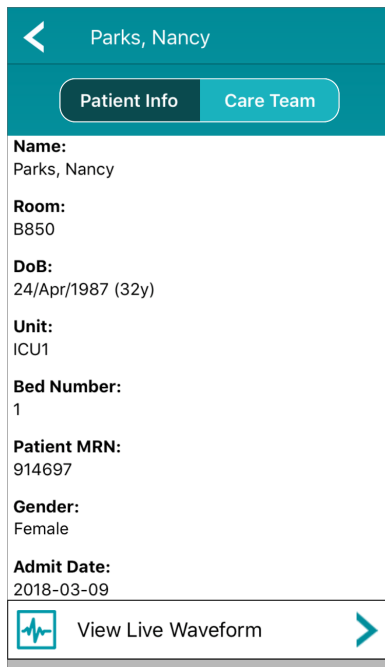 Parks, Nancy
Patient Info Care Team
Name:
Parks, Nancy
Room:
B850
DoB:
24/Apr/1987 (32y)
Unit:
ICU1
Bed Number:
1
Patient MRN:
914697
Gender:
Female
Admit Date:
2018-03-09
View Live Waveform